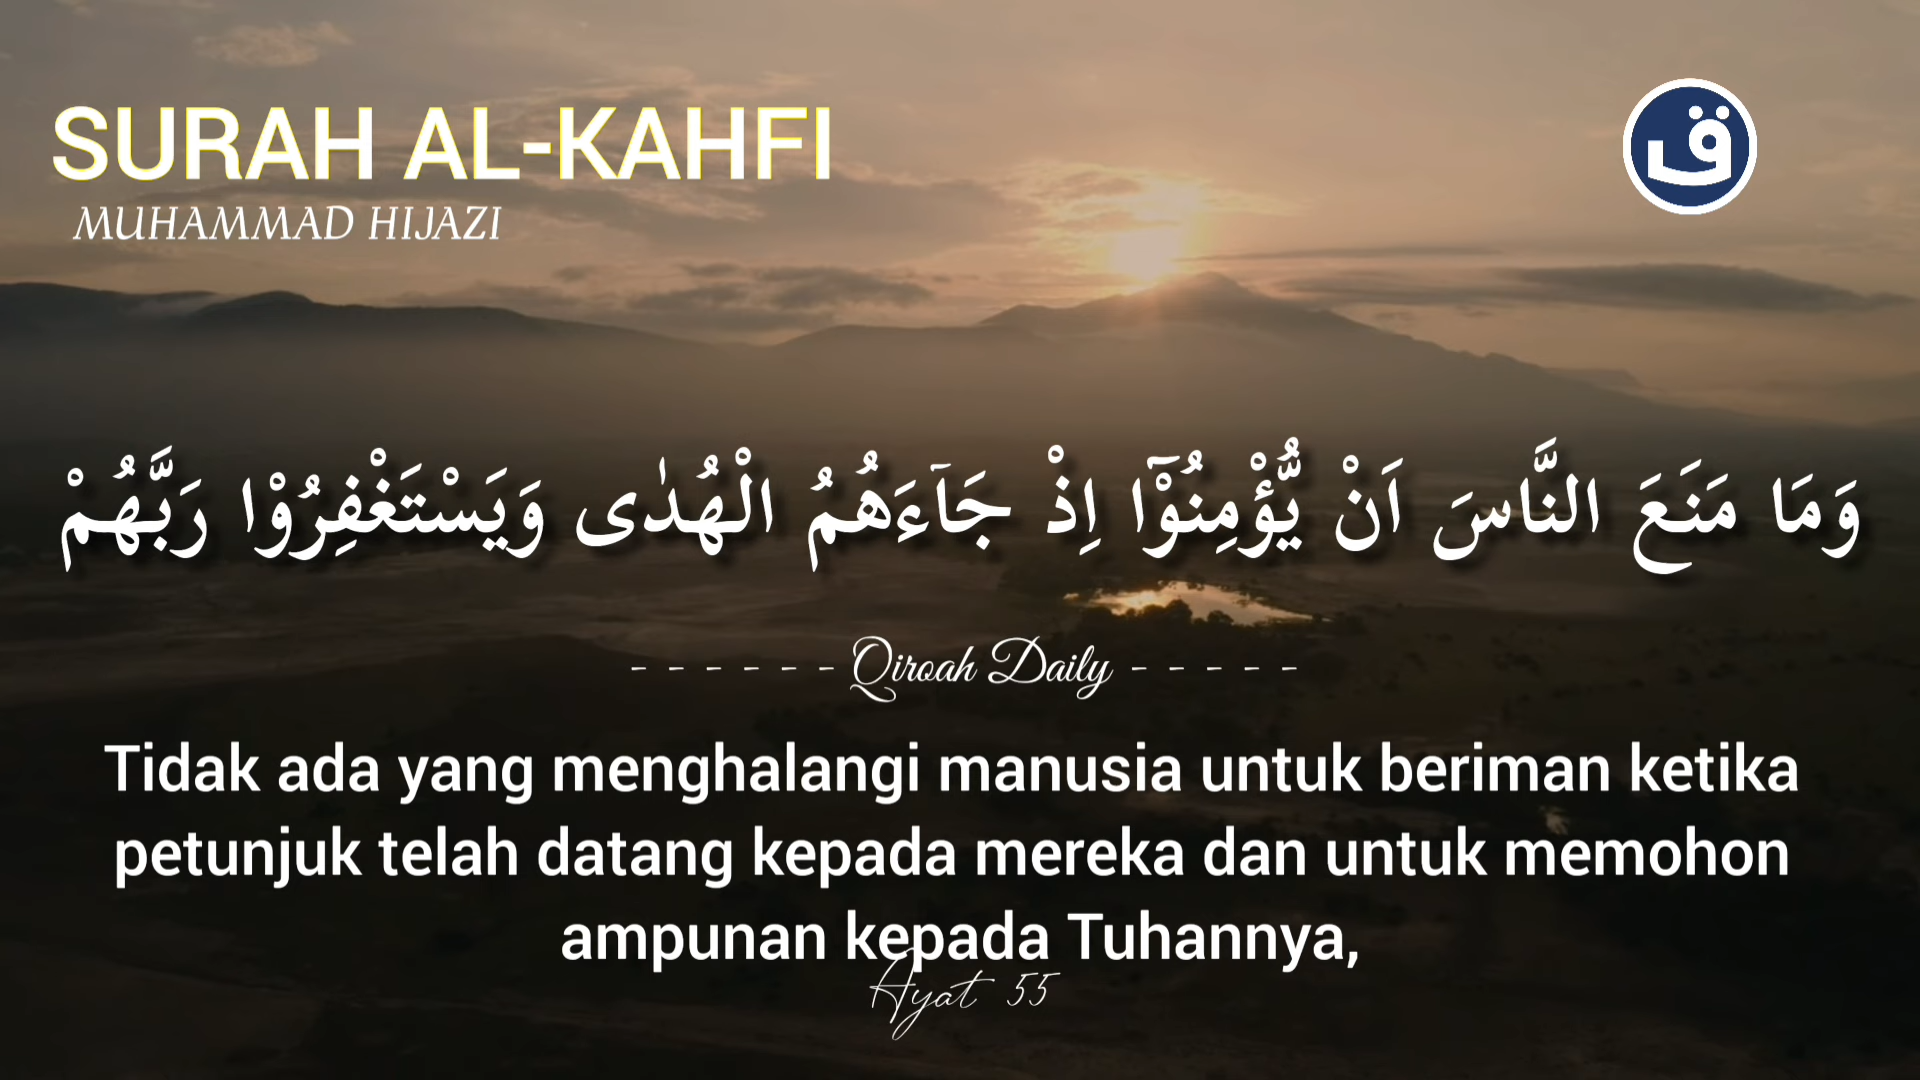 SURAH AL-KAHFI
MUHAMMAD HIJAZI
ق
وَمَا مَنَعَ النَّاسَ اَنْ يُّؤْمِنُوْٓا اِذْ جَآءَهُمُ الْهُدٰى وَيَسْتَغْفِرُوْا رَبَّهُمْ
- - - - - - Qiroah Daily - - - - -
Tidak ada yang menghalangi manusia untuk beriman ketika
petunjuk telah datang kepada mereka dan untuk memohon
ampunan kepada Tuhannya,
Ayat 55